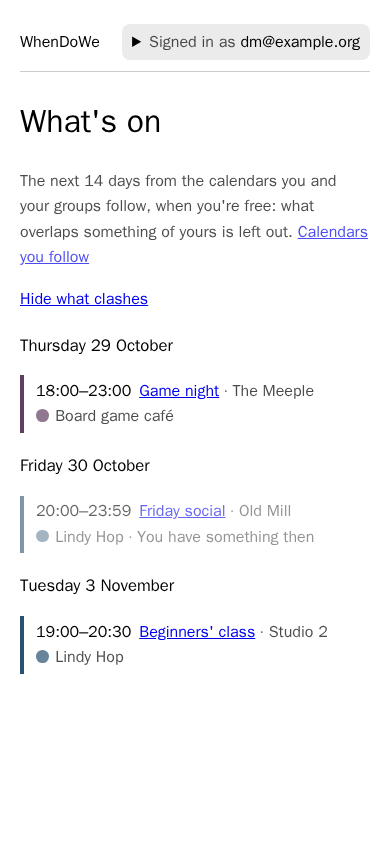 WhenDoWe
▶ Signed in as dm@example.org
What's on
The next 14 days from the calendars you and
your groups follow, when you're free: what
overlaps something of yours is left out. Calendars
you follow
Hide what clashes
Thursday 29 October
18:00–23:00 Game night · The Meeple
Board game café
Friday 30 October
20:00–23:59 Friday social · Old Mill
Lindy Hop · You have something then
Tuesday 3 November
19:00–20:30 Beginners' class · Studio 2
Lindy Hop